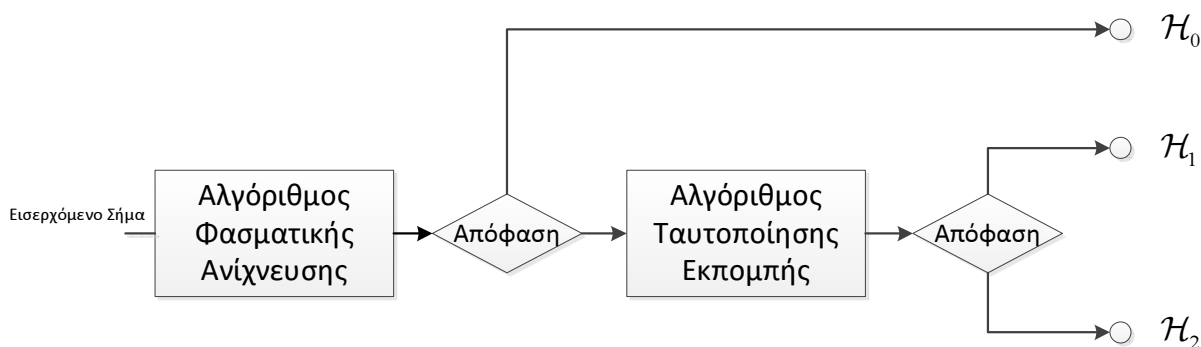 ℋ₀
ℋ₁
Εισερχόμενο Σήμα
Αλγόριθμος
Φασματικής
Ανίχνευσης
Απόφαση
Αλγόριθμος
Ταυτοποίησης
Εκπομπής
Απόφαση
ℋ₂